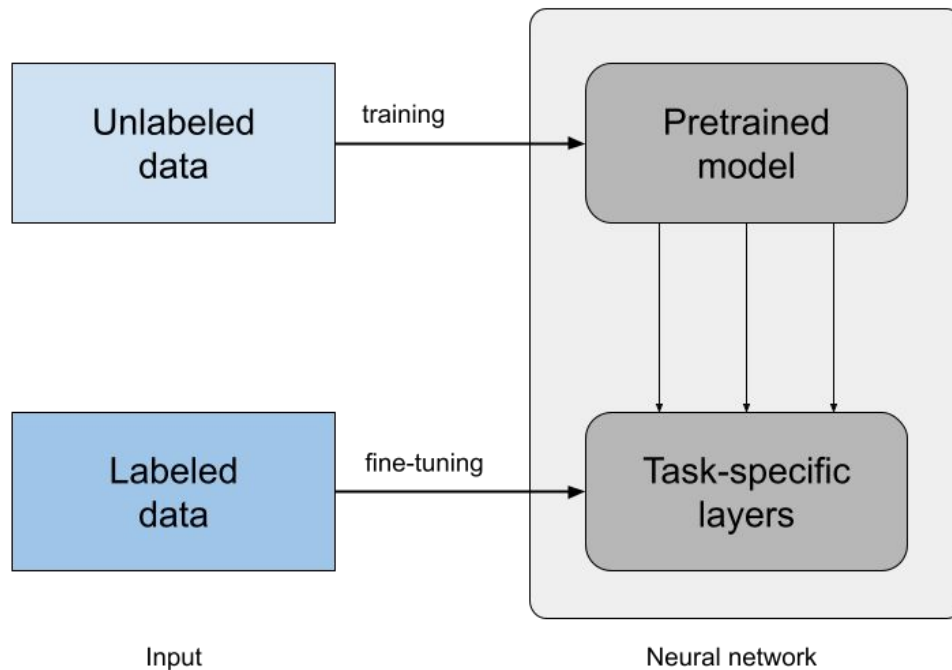 Unlabeled
data
training
Pretrained
model
Labeled
data
fine-tuning
Task-specific
layers
Input
Neural network